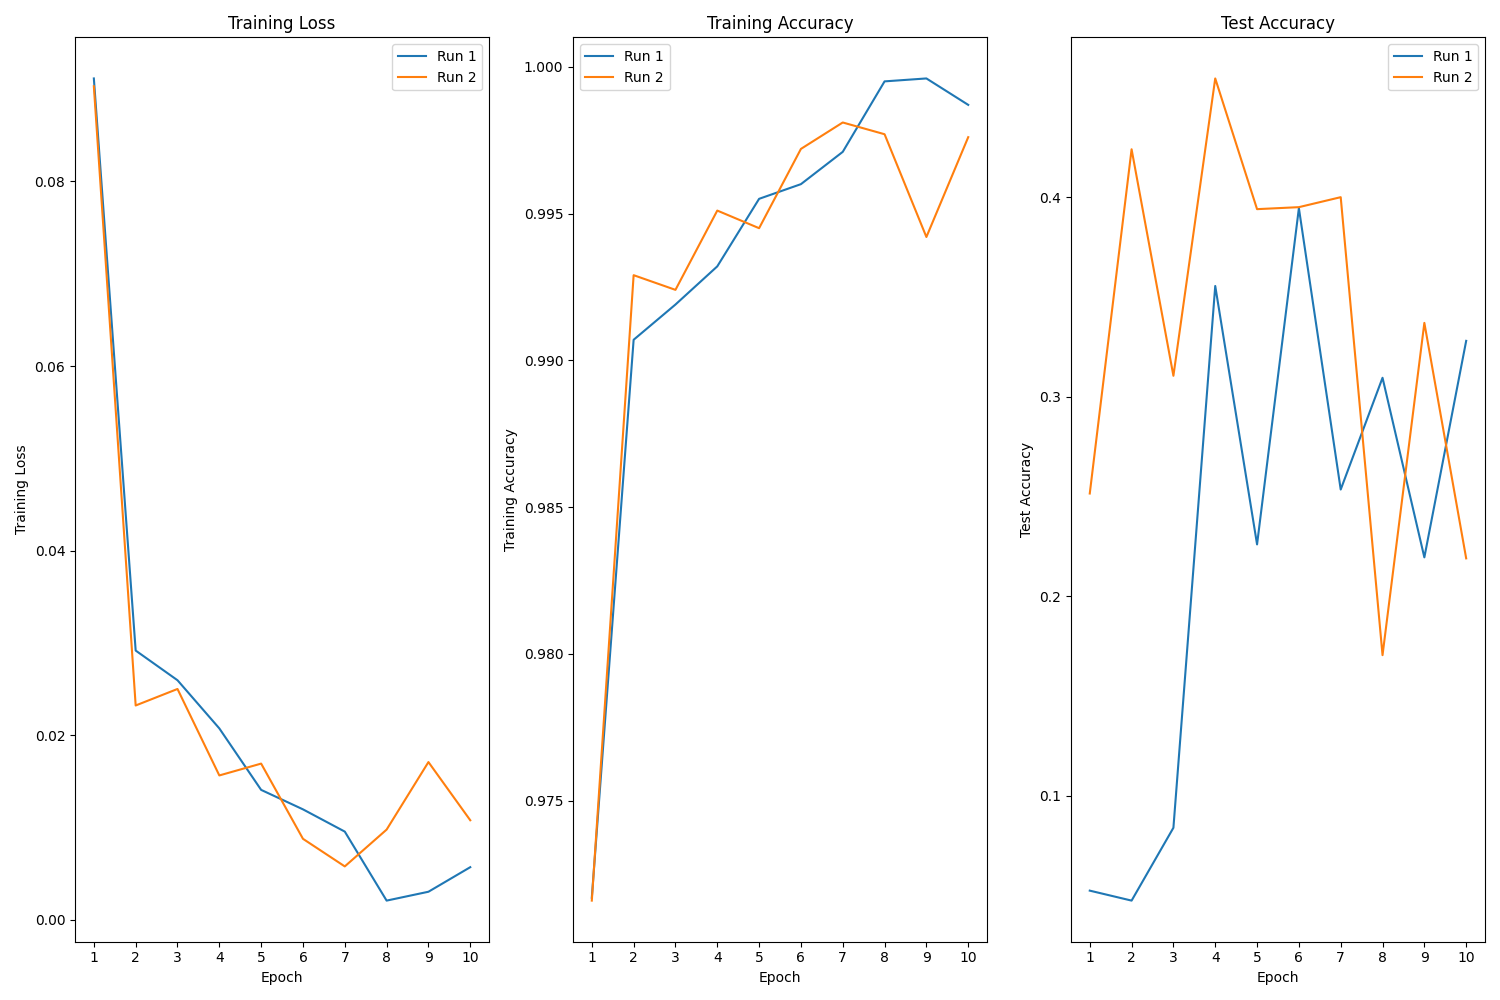 Training Loss
Run 1
Run 2
0.08
0.06
0.04
0.02
0.00
Training Loss
1 2 3 4 5 6 7 8 9 10
Epoch
Training Accuracy
Run 1
Run 2
1.000
0.995
0.990
0.985
0.980
0.975
Training Accuracy
1 2 3 4 5 6 7 8 9 10
Epoch
Test Accuracy
Run 1
Run 2
0.4
0.3
0.2
0.1
Test Accuracy
1 2 3 4 5 6 7 8 9 10
Epoch